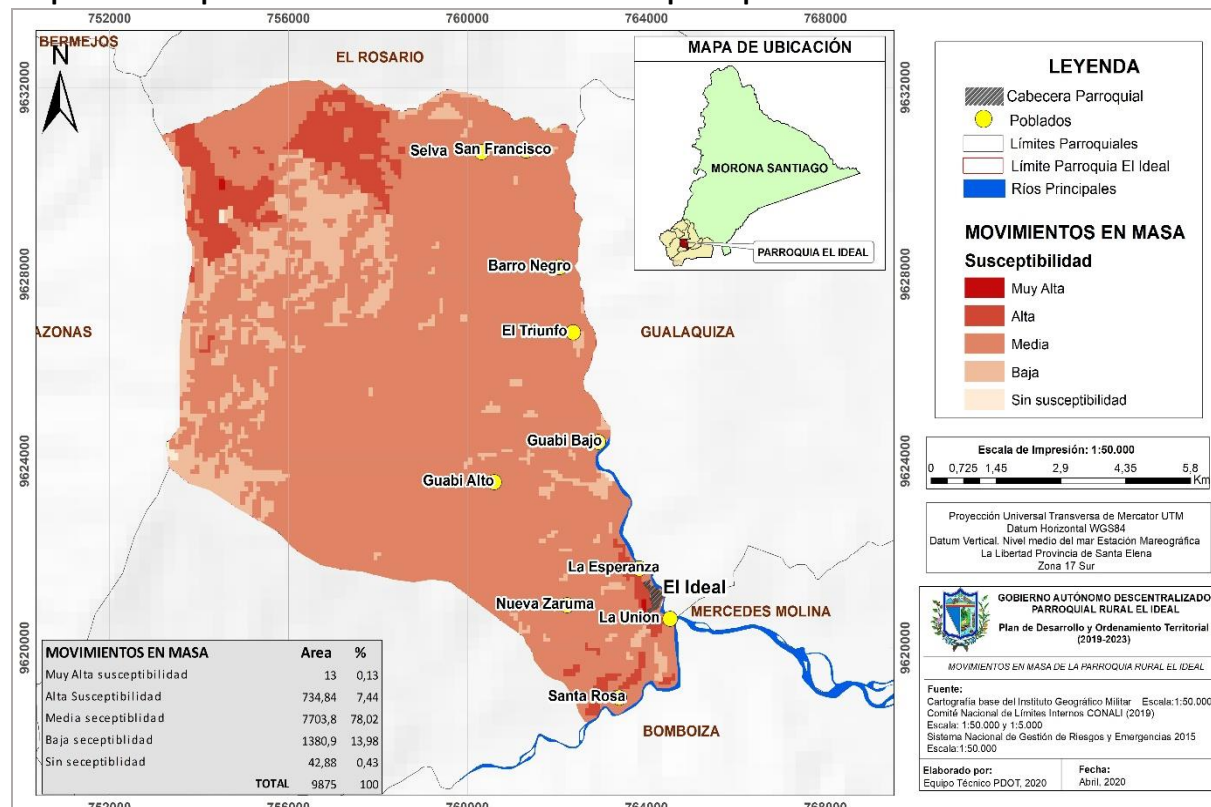 752000 756000 760000 764000 768000
BERMEJOS
N
EL ROSARIO
9632000
9632000
Selva San Francisco
Barro Negro
9628000
9628000
El Triunfo
AZONAS
GUALAQUIZA
Guabi Bajo
9624000
9624000
Guabi Alto
La Esperanza
El Ideal
Nueva Zaruma
La Union
MERCEDES MOLINA
9620000
9620000
Santa Rosa
BOMBOIZA
MOVIMIENTOS EN MASA Area %
Muy Alta susceptibilidad 13 0,13
Alta Susceptibilidad 734,84 7,44
Media seceptiblidad 7703,8 78,02
Baja seceptiblidad 1380,9 13,98
Sin seceptiblidad 42,88 0,43
TOTAL 9875 100
752000 756000 760000 764000 768000
MAPA DE UBICACIÓN
MORONA SANTIAGO
PARROQUIA EL IDEAL
LEYENDA
Cabecera Parroquial
Poblados
Límites Parroquiales
Límite Parroquia El Ideal
Ríos Principales
MOVIMIENTOS EN MASA
Susceptibilidad
Muy Alta
Alta
Media
Baja
Sin susceptibilidad
Escala de Impresión: 1:50.000
0 0,725 1,45 2,9 4,35 5,8
Km
Proyección Universal Transversa de Mercator UTM
Datum Horizontal WGS84
Datum Vertical. Nivel medio del mar Estación Mareográfica
La Libertad Provincia de Santa Elena
Zona 17 Sur
GOBIERNO AUTÓNOMO DESCENTRALIZADO
PARROQUIAL RURAL EL IDEAL
Plan de Desarrollo y Ordenamiento Territorial
(2019-2023)
MOVIMIENTOS EN MASA DE LA PARROQUIA RURAL EL IDEAL
Fuente:
Cartografía base del Instituto Geográfico Militar Escala:1:50.000
Comité Nacional de Límites Internos CONALI (2019)
Escala: 1:50.000 y 1:5.000
Sistema Nacional de Gestión de Riesgos y Emergencias 2015
Escala:1:50.000
Elaborado por:
Equipo Técnico PDOT, 2020
Fecha:
Abril, 2020